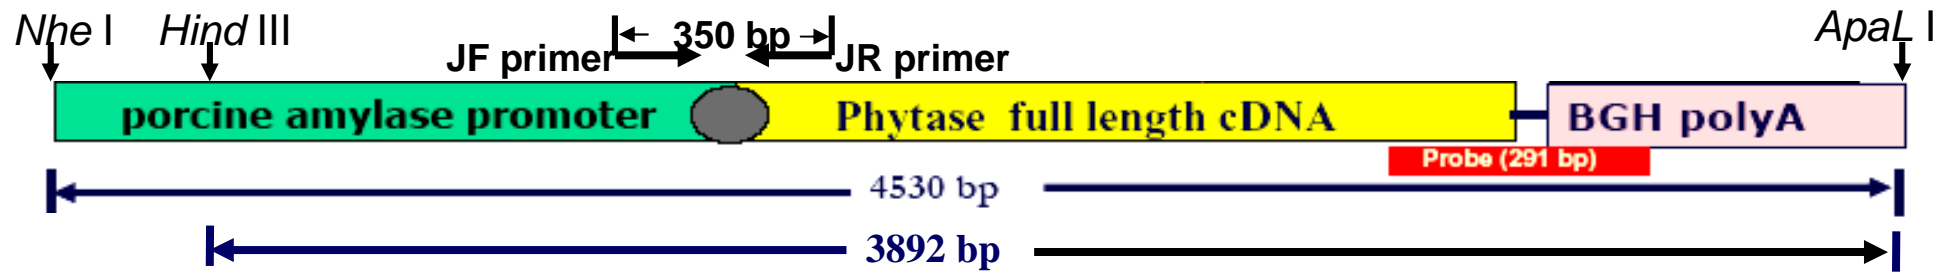 Nhe I Hind III 350 bp ApaL I
JF primer JR primer
porcine amylase promoter Phytase full length cDNA BGH polyA
Probe (291 bp)
4530 bp
3892 bp